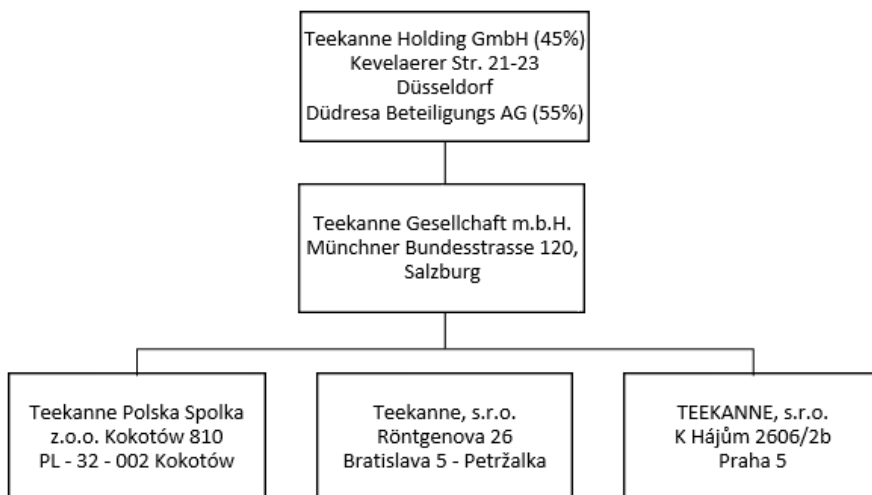 Teekanne Holding GmbH (45%)
Kevelaerer Str. 21-23
Düsseldorf
Düdresa Beteiligungs AG (55%)
Teekanne Gesellchaft m.b.H.
Münchner Bundesstrasse 120,
Salzburg
Teekanne Polska Spolka
z.o.o. Kokotów 810
PL - 32 - 002 Kokotów
Teekanne, s.r.o.
Röntgenova 26
Bratislava 5 - Petržalka
TEEKANNE, s.r.o.
K Hájům 2606/2b
Praha 5